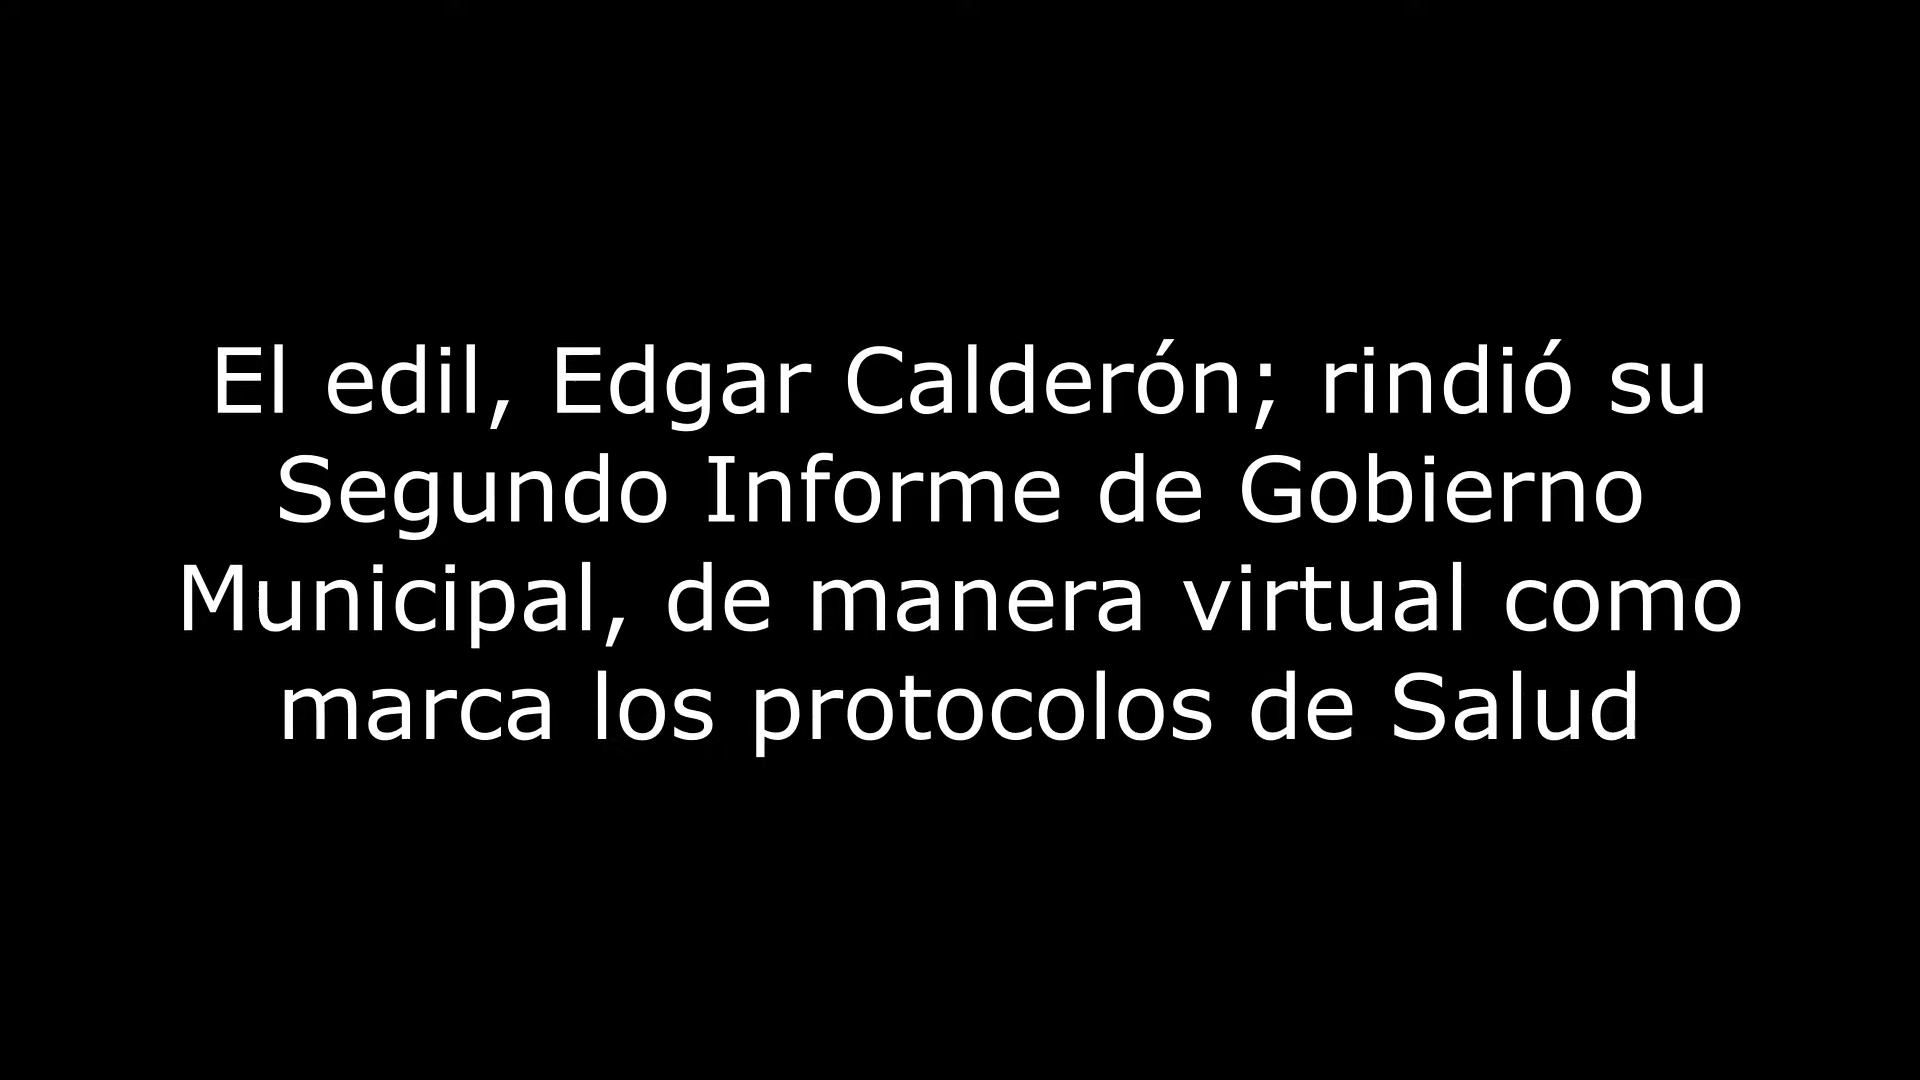 El edil, Edgar Calderón; rindió su
Segundo Informe de Gobierno
Municipal, de manera virtual como
marca los protocolos de Salud